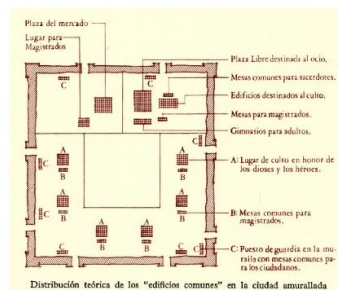 Plaza del mercado
Lugar para
Magistrados
Plaza Libre destinada al ocio.
Mesas comunes para sacerdotes.
Edificios destinados al culto.
Mesas para magistrados.
Gimnasios para adultos.
A: Lugar de culto en honor de
los dioses y los héroes.
B: Mesas comunes para
magistrados.
C: Puesto de guardia en la mu-
ralla con mesas comunes pa-
ra los ciudadanos.
C
C
C
C
A
B
A
B
A
B
A
B
C
C
A
B
A
B
C
C
C
Distribución teórica de los "edificios comunes" en la ciudad amurallada